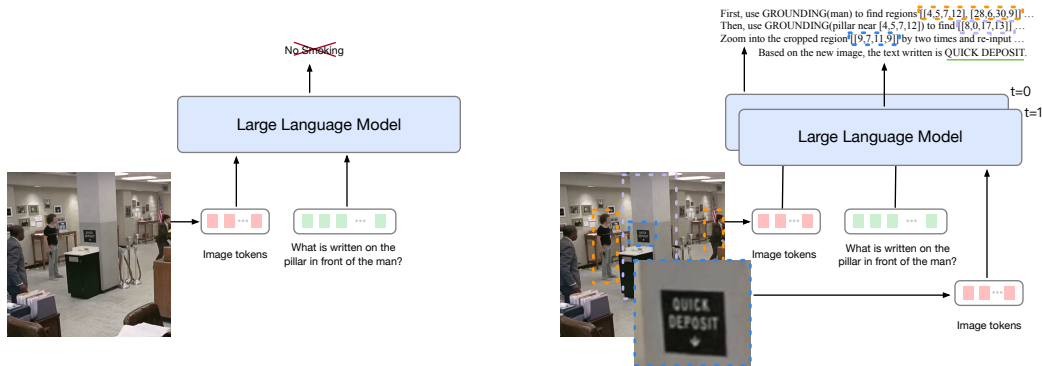 No Smoking
Large Language Model
Image tokens
What is written on the
pillar in front of the man?
First, use GROUNDING(man) to find regions [[4,5,7,12], [28,6,30,9]] …
Then, use GROUNDING(pillar near [4,5,7,12]) to find [[8,0,17,13]] …
Zoom into the cropped region [[9,7,11,9]] by two times and re-input …
Based on the new image, the text written is QUICK DEPOSIT.
t=0
t=1
Large Language Model
Image tokens
What is written on the
pillar in front of the man?
Image tokens
QUICK
DEPOSIT
QUICK
DEPOSIT
QUICK
DEPOSIT